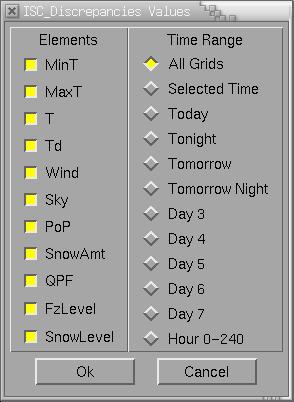 ISC_Discrepancies Values
Elements
MinT
MaxT
T
Td
Wind
Sky
PoP
SnowAmt
QPF
FzLevel
SnowLevel
Time Range
All Grids
Selected Time
Today
Tonight
Tomorrow
Tomorrow Night
Day 3
Day 4
Day 5
Day 6
Day 7
Hour 0-240
Ok
Cancel